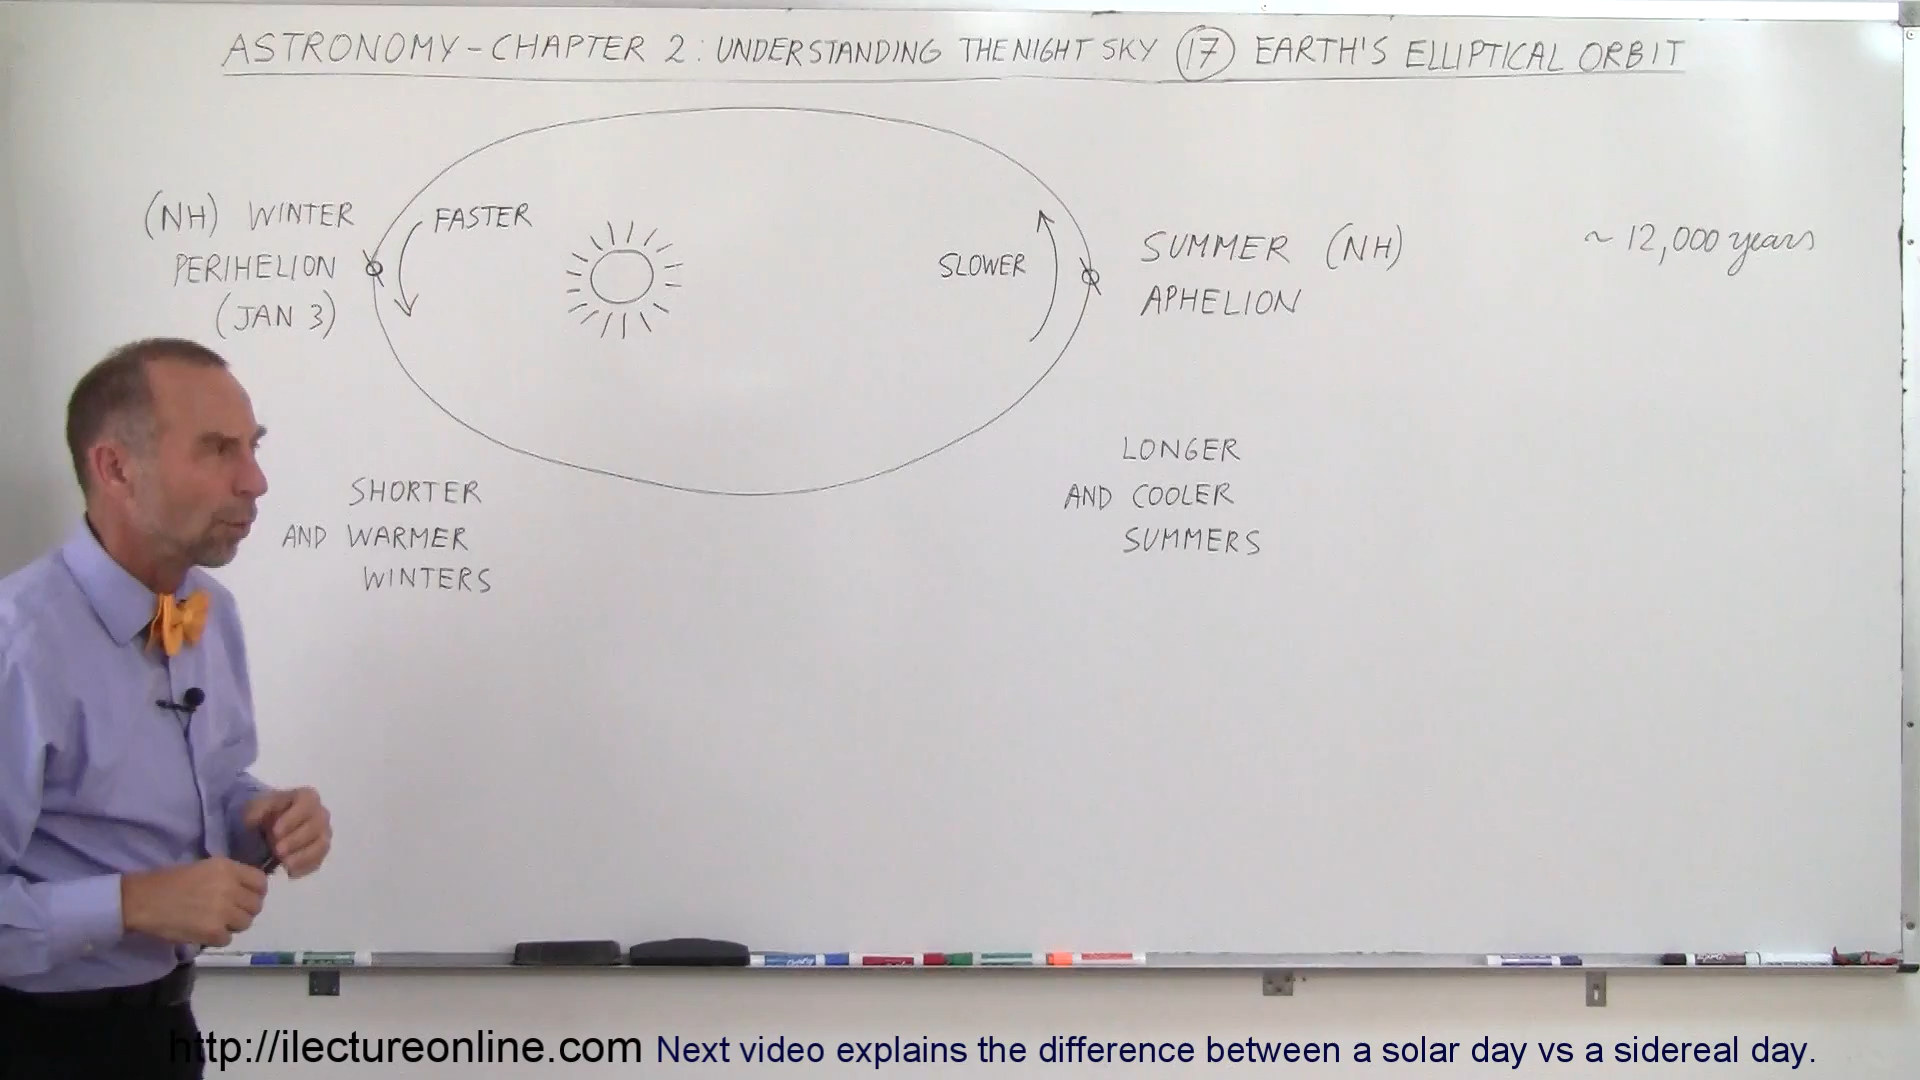 ASTRONOMY - CHAPTER 2 : UNDERSTANDING THE NIGHT SKY 17 EARTH'S ELLIPTICAL ORBIT
(NH) WINTER
PERIHELION
(JAN 3)
FASTER
SLOWER
SUMMER (NH)
APHELION
~ 12,000 years
SHORTER
AND WARMER
WINTERS
LONGER
AND COOLER
SUMMERS
http://ilectureonline.com Next video explains the difference between a solar day vs a sidereal day.